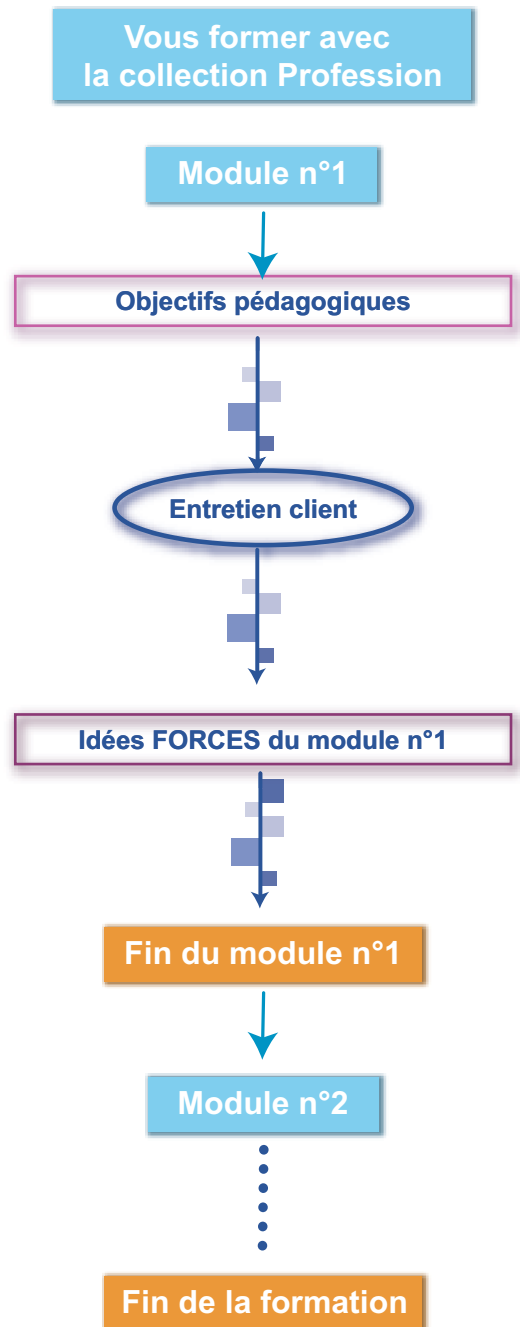 Vous former avec
la collection Profession
Module n°1
Objectifs pédagogiques
Entretien client
Idées FORCES du module n°1
Fin du module n°1
Module n°2
Fin de la formation